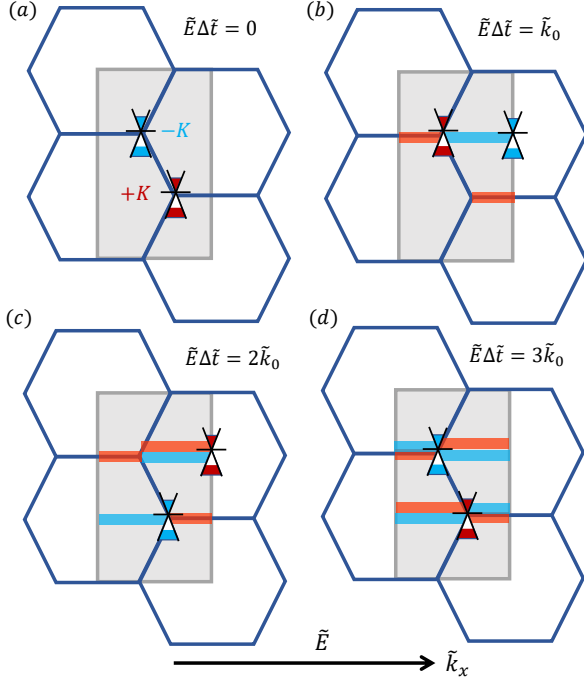 (a)
ẼΔt̃ = 0
−K
+K
(b)
ẼΔt̃ = k̃₀
(c)
ẼΔt̃ = 2k̃₀
(d)
ẼΔt̃ = 3k̃₀
Ẽ
k̃ₓ